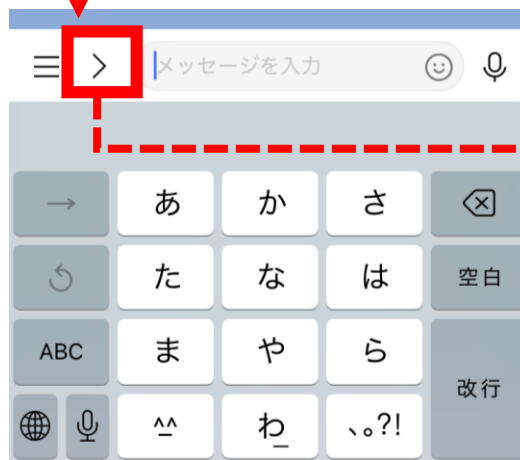 メッセージを入力
→ あ か さ
た な は 空白
ABC ま や ら
改行
^^ わ 、。?!